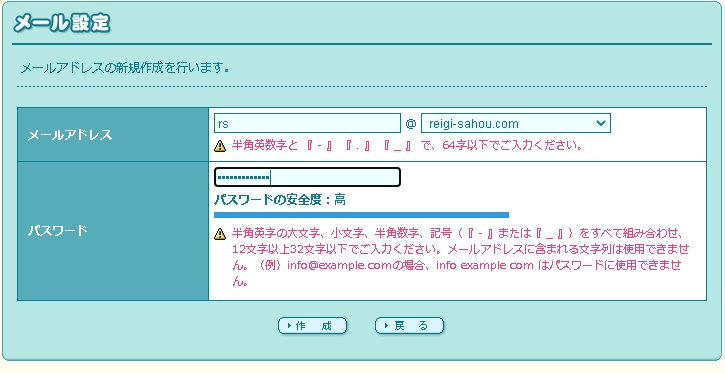 メール設定
メールアドレスの新規作成を行います。
メールアドレス
rs @ reigi-sahou.com
半角英数字と『 - 』『 . 』『 _ 』で、64字以下でご入力ください。
パスワード
••••••••••••
パスワードの安全度：高
半角英字の大文字、小文字、半角数字、記号（『 - 』または『 _ 』）をすべて組み合わせ、
12文字以上32文字以下でご入力ください。メールアドレスに含まれる文字列は使用できませ
ん。（例）info@example.comの場合、info example com はパスワードに使用できませ
ん。
作 成 戻 る